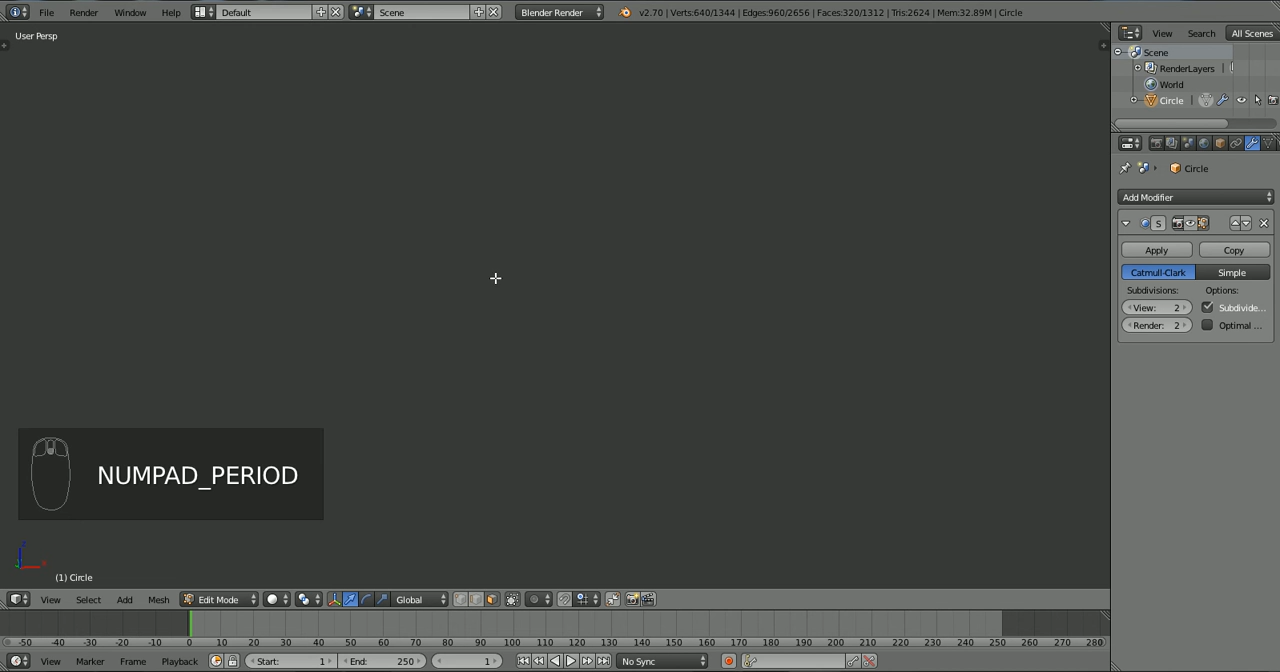 File Render Window Help Default Scene Blender Render v2.70 | Verts:640/1344 | Edges:960/2656 | Faces:320/1312 | Tris:2624 | Mem:32.89M | Circle
User Persp
View Search All Scenes
Scene
RenderLayers
World
Circle
Circle
Add Modifier
S
Apply Copy
Catmull-Clark Simple
Subdivisions: Options:
View: 2 Subdivide...
Render: 2 Optimal ...
NUMPAD_PERIOD
(1) Circle
View Select Add Mesh Edit Mode Global
-50 -40 -30 -20 -10 0 10 20 30 40 50 60 70 80 90 100 110 120 130 140 150 160 170 180 190 200 210 220 230 240 250 260 270 280
View Marker Frame Playback Start: 1 End: 250 1 No Sync